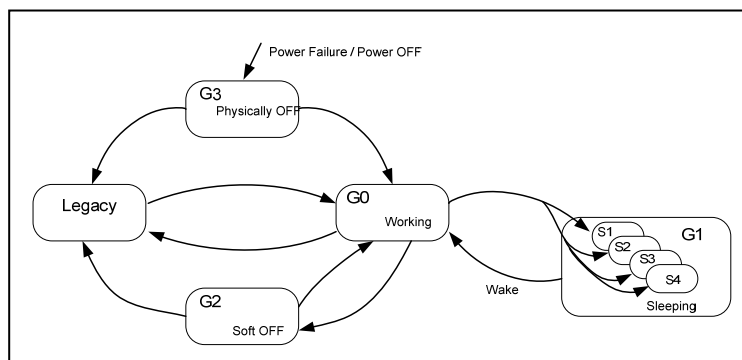 Power Failure / Power OFF
G3
Physically OFF
Legacy
G0
Working
S1
S2
S3
S4
G1
Sleeping
Wake
G2
Soft OFF